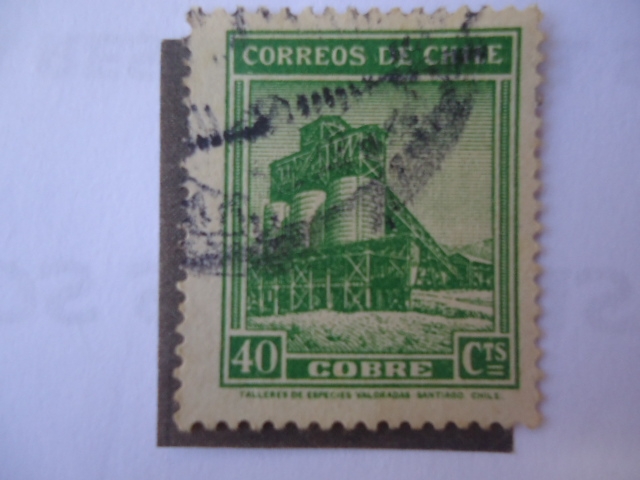 CORREOS DE CHILE
40 COBRE CTS
TALLERES DE ESPECIES VALORADAS SANTIAGO CHILE.